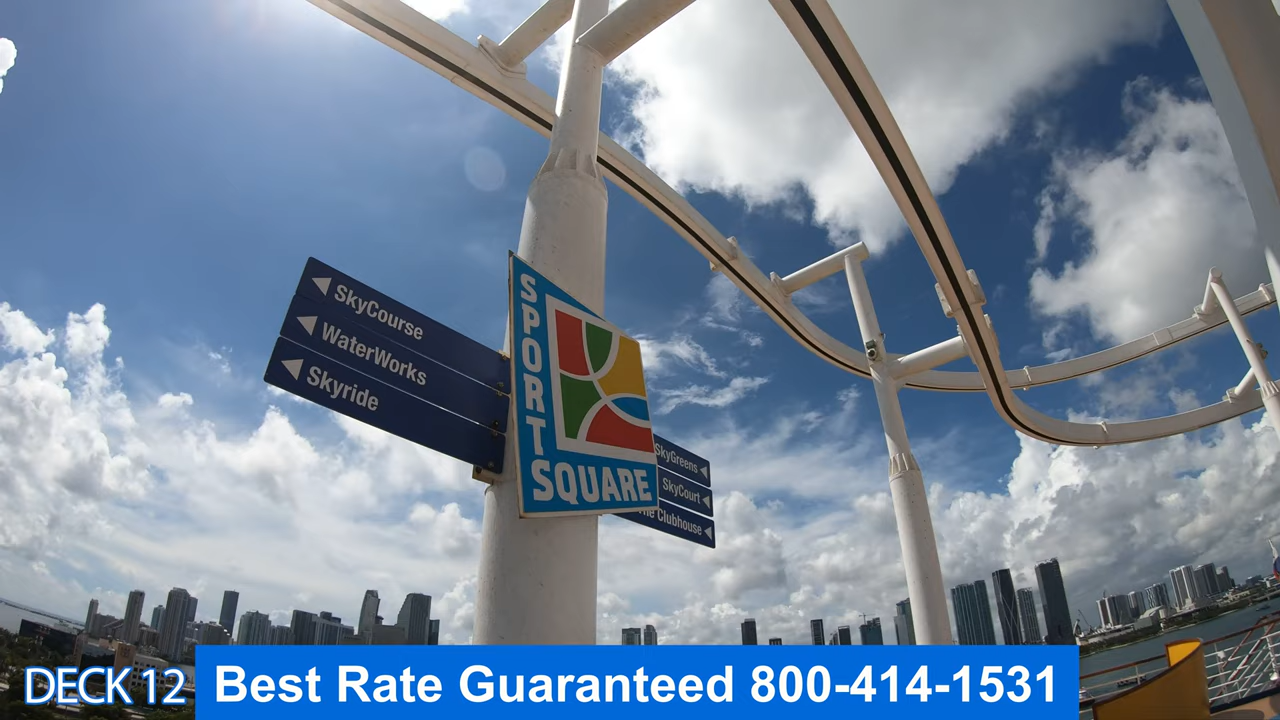 SkyCourse
WaterWorks
Skyride
SPORT
SQUARE
SkyGreens
SkyCourt
The Clubhouse
DECK 12
Best Rate Guaranteed 800-414-1531